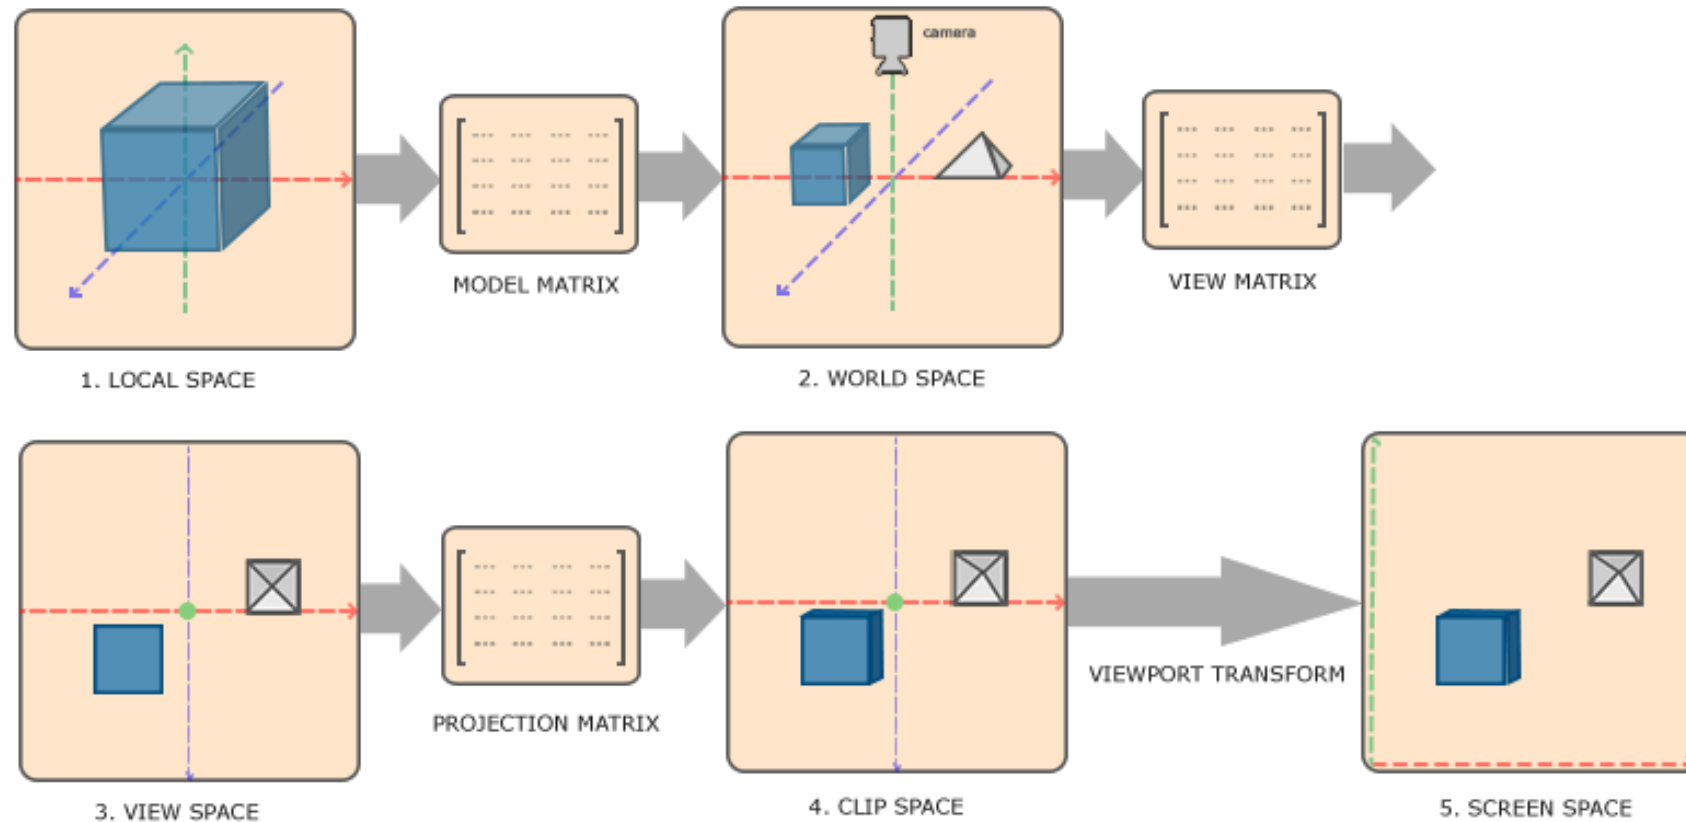 camera
MODEL MATRIX
VIEW MATRIX
1. LOCAL SPACE
2. WORLD SPACE
PROJECTION MATRIX
VIEWPORT TRANSFORM
3. VIEW SPACE
4. CLIP SPACE
5. SCREEN SPACE